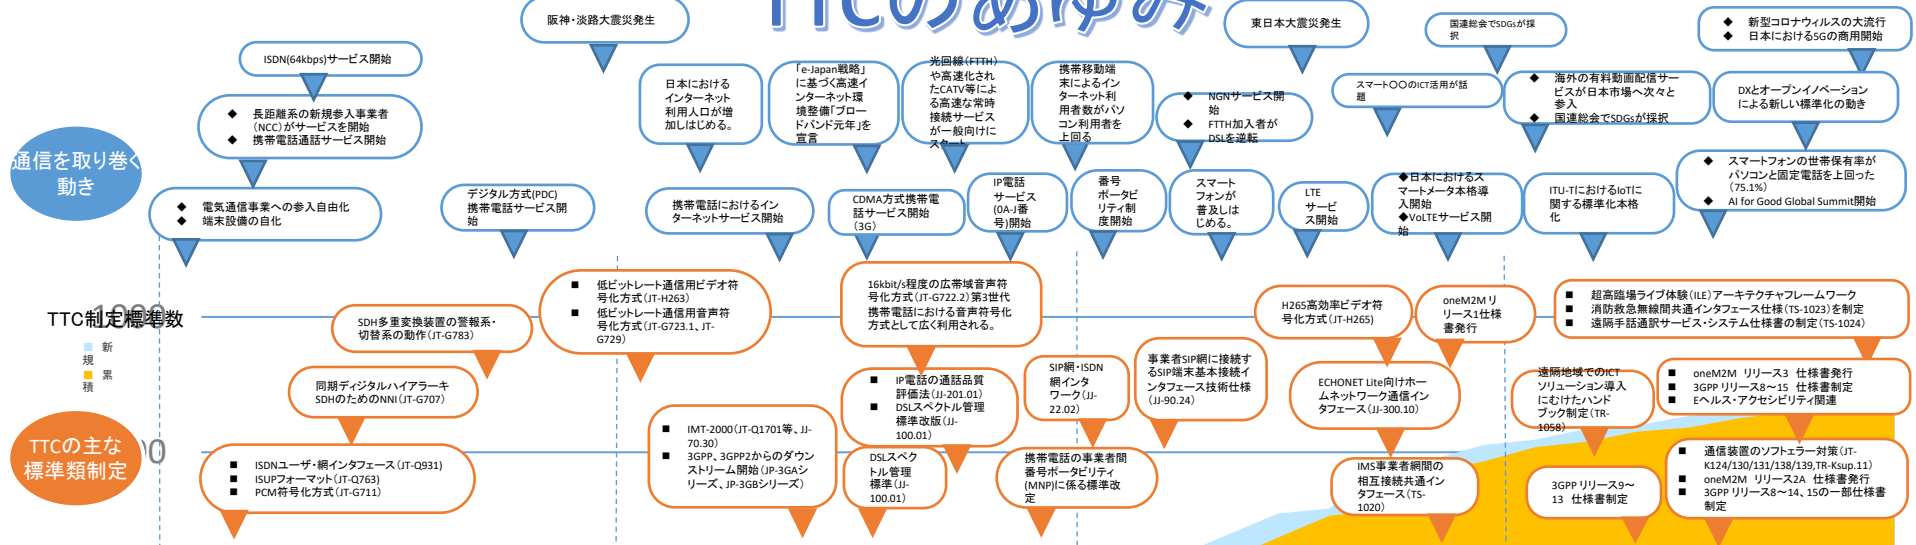 TTCのあゆみ
阪神・淡路大震災発生
東日本大震災発生
国連総会でSDGsが採
択
◆ 新型コロナウィルスの大流行
◆ 日本における5Gの商用開始
ISDN(64kbps)サービス開始
日本における
インターネット
利用人口が増
加しはじめる。
「e-Japan戦略」
に基づく高速イ
ンターネット環
境整備「ブロー
ドバンド元年」を
宣言
光回線(FTTH)
や高速化され
たCATV等によ
る高速な常時
接続サービス
が一般向けに
スタート
携帯移動端
末によるイン
ターネット利
用者数がパソ
コン利用者を
上回る
◆ NGNサービス開
始
◆ FTTH加入者が
DSLを逆転
スマート〇〇のICT活用が話
題
◆ 海外の有料動画配信サー
ビスが日本市場へ次々と
参入
◆ 国連総会でSDGsが採択
DXとオープンイノベーション
による新しい標準化の動き
◆ 長距離系の新規参入事業者
(NCC)がサービスを開始
◆ 携帯電話通話サービス開始
通信を取り巻く
動き
◆ 電気通信事業への参入自由化
◆ 端末設備の自化
デジタル方式(PDC)
携帯電話サービス開
始
携帯電話におけるイン
ターネットサービス開始
CDMA方式携帯電
話サービス開始
(3G)
IP電話
サービス
(0A-J番
号)開始
番号
ポータビ
リティ制
度開始
スマート
フォンが
普及しは
じめる。
LTE
サービ
ス開始
◆日本におけるス
マートメータ本格導
入開始
◆VoLTEサービス開
始
ITU-TにおけるIoTに
関する標準化本格
化
◆ スマートフォンの世帯保有率が
パソコンと固定電話を上回った
(75.1%)
◆ AI for Good Global Summit開始
1000
TTC制定標準数
新
規
累
積
SDH多重変換装置の警報系・
切替系の動作(JT-G783)
■ 低ビットレート通信用ビデオ符
号化方式(JT-H263)
■ 低ビットレート通信用音声符
号化方式(JT-G723.1、JT-
G729)
16kbit/s程度の広帯域音声符
号化方式(JT-G722.2)第3世代
携帯電話における音声符号化
方式として広く利用される。
H265高効率ビデオ符
号化方式(JT-H265)
oneM2Mリ
リース1仕様
書発行
■ 超高臨場ライブ体験(ILE)アーキテクチャフレームワーク
■ 消防救急無線間共通インタフェース仕様(TS-1023)を制定
■ 遠隔手話通訳サービス・システム仕様書の制定(TS-1024)
同期ディジタルハイアラーキ
SDHのためのNNI(JT-G707)
■ IP電話の通話品質
評価法(JJ-201.01)
■ DSLスペクトル管理
標準改版(JJ-
100.01)
SIP網・ISDN
網インタ
ワーク(JJ-
22.02)
事業者SIP網に接続す
るSIP端末基本接続イ
ンタフェース技術仕様
(JJ-90.24)
ECHONET Lite向けホー
ムネットワーク通信イン
タフェース(JJ-300.10)
遠隔地域でのICT
ソリューション導入
にむけたハンド
ブック制定(TR-
1058)
■ oneM2M リリース3 仕様書発行
■ 3GPP リリース8～15 仕様書制定
■ Eヘルス・アクセシビリティ関連
TTCの主な
標準類制定
00
■ ISDNユーザ・網インタフェース(JT-Q931)
■ ISUPフォーマット(JT-Q763)
■ PCM符号化方式(JT-G711)
■ IMT-2000(JT-Q1701等、JJ-
70.30)
■ 3GPP、3GPP2からのダウン
ストリーム開始(JP-3GAシ
リーズ、JP-3GBシリーズ)
DSLスペク
トル管理
標準(JJ-
100.01)
携帯電話の事業者間
番号ポータビリティ
(MNP)に係る標準改
定
IMS事業者網間の
相互接続共通イン
タフェース(TS-
1020)
3GPP リリース9～
13 仕様書制定
■ 通信装置のソフトエラー対策(JT-
K124/130/131/138/139,TR-Ksup.11)
■ oneM2M リリース2A 仕様書発行
■ 3GPP リリース8～14、15の一部仕様書
制定